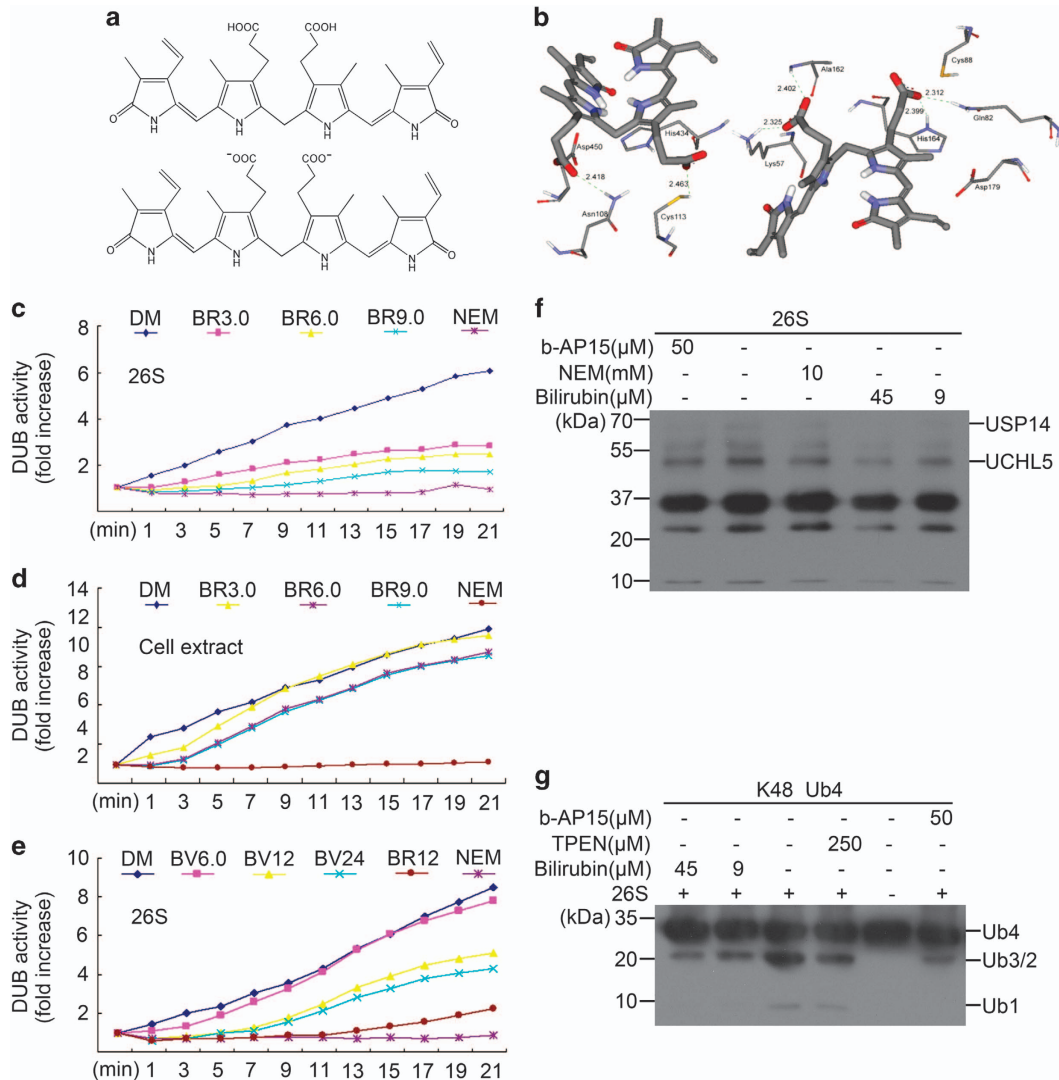 a
HOOC COOH
O NH NH NH NH O
⁻OOC COO⁻
O NH NH NH NH O
b
Ala162
2.402
2.325
Lys57
Cys88
2.312
2.399
Gln82
His164
Asp179
His434
Asp450
2.418
2.463
Asn108
Cys113
c
DM BR3.0 BR6.0 BR9.0 NEM
26S
DUB activity
(fold increase)
8
6
4
2
(min) 1 3 5 7 9 11 13 15 17 19 21
d
DM BR3.0 BR6.0 BR9.0 NEM
Cell extract
DUB activity
(fold increase)
14
12
10
8
6
4
2
(min) 1 3 5 7 9 11 13 15 17 19 21
e
DM BV6.0 BV12 BV24 BR12 NEM
26S
DUB activity
(fold increase)
10
8
6
4
2
(min) 1 3 5 7 9 11 13 15 17 19 21
f
26S
b-AP15(µM) 50 - - - -
NEM(mM) - - 10 - -
Bilirubin(µM) - - - 45 9
(kDa)
70
55
37
20
10
USP14
UCHL5
g
K48 Ub4
b-AP15(µM) - - - - - 50
TPEN(µM) - - - 250 - -
Bilirubin(µM) 45 9 - - - -
26S + + + + - +
(kDa)
35
20
10
Ub4
Ub3/2
Ub1